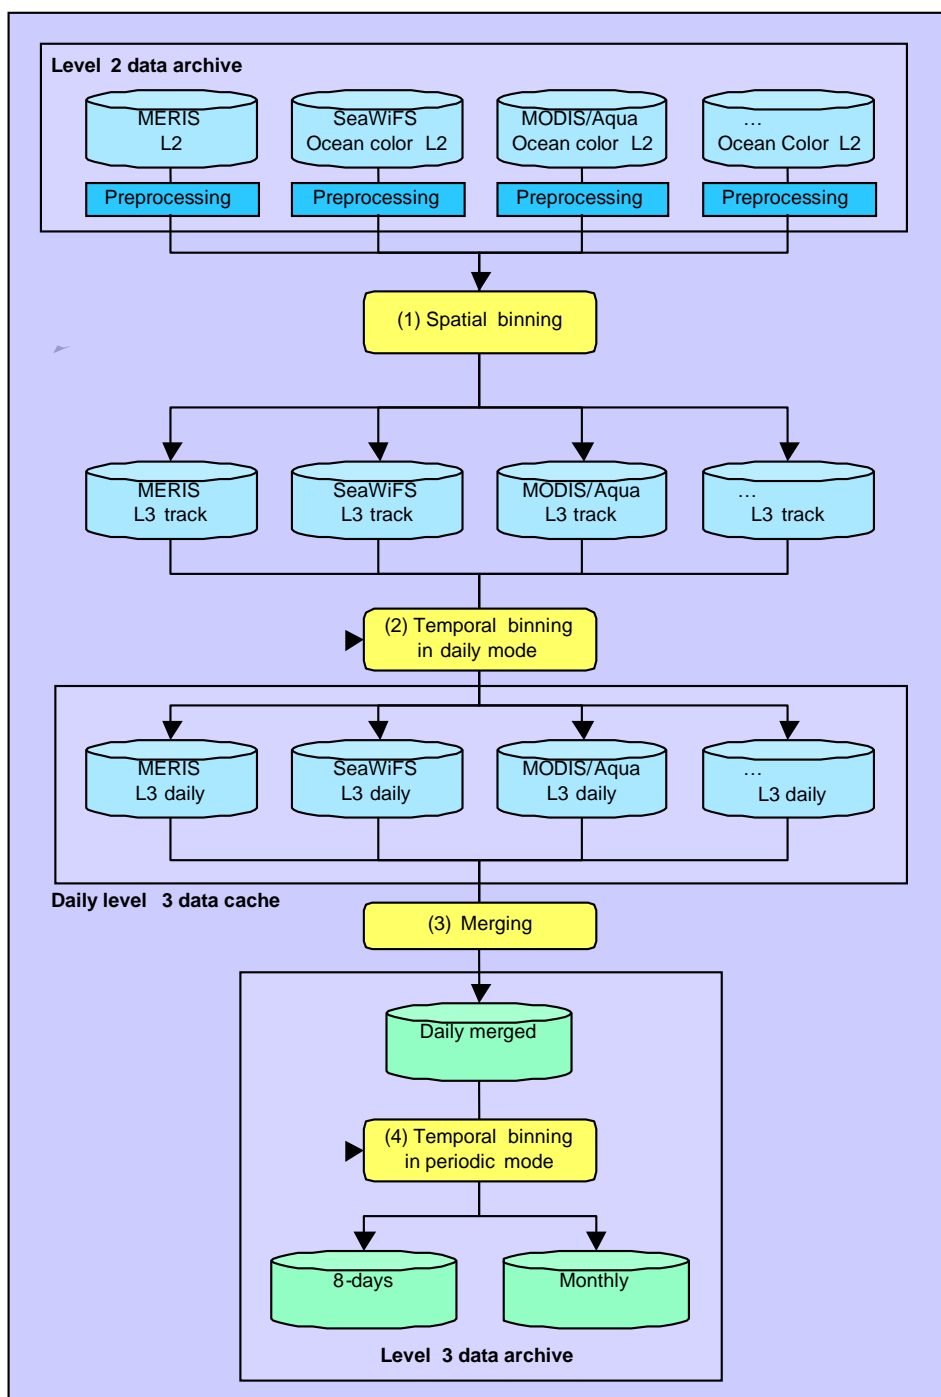 Level 2 data archive
MERIS
L2
SeaWiFS
Ocean color L2
MODIS/Aqua
Ocean color L2
...
Ocean Color L2
Preprocessing
Preprocessing
Preprocessing
Preprocessing
(1) Spatial binning
MERIS
L3 track
SeaWiFS
L3 track
MODIS/Aqua
L3 track
...
L3 track
(2) Temporal binning
in daily mode
MERIS
L3 daily
SeaWiFS
L3 daily
MODIS/Aqua
L3 daily
...
L3 daily
Daily level 3 data cache
(3) Merging
Daily merged
(4) Temporal binning
in periodic mode
8-days
Monthly
Level 3 data archive